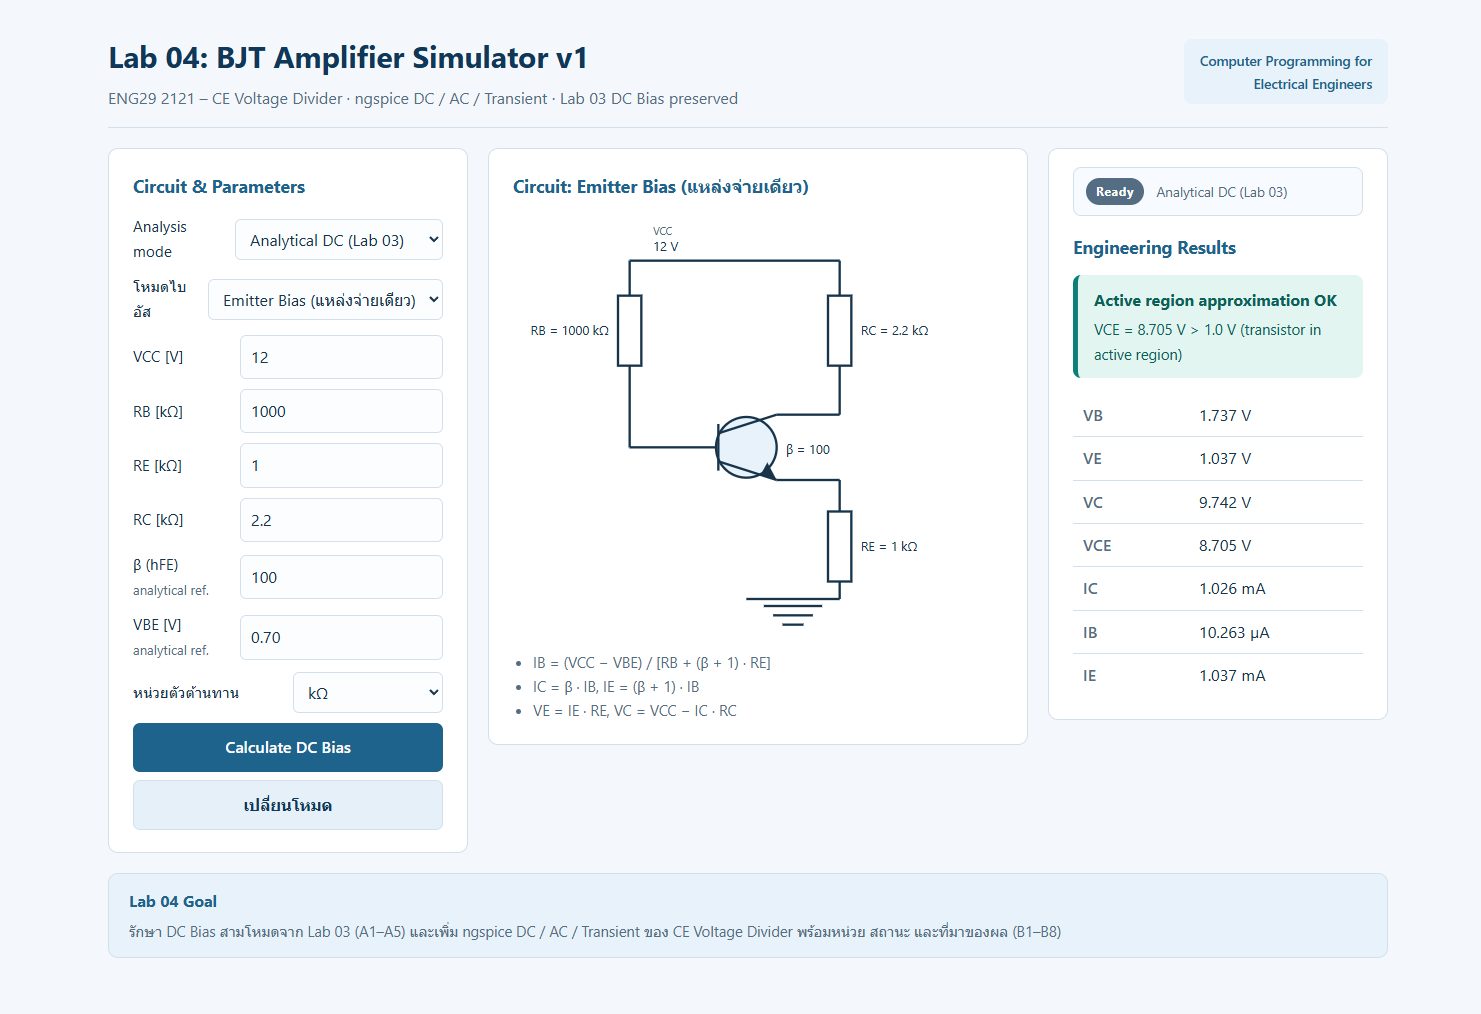 Lab 04: BJT Amplifier Simulator v1
ENG29 2121 – CE Voltage Divider · ngspice DC / AC / Transient · Lab 03 DC Bias preserved
Computer Programming for
Electrical Engineers
Circuit & Parameters
Analysis
mode
Analytical DC (Lab 03)
โหมดไบ
อัส
Emitter Bias (แหล่งจ่ายเดียว)
VCC [V]
12
RB [kΩ]
1000
RE [kΩ]
1
RC [kΩ]
2.2
β (hFE)
analytical ref.
100
VBE [V]
analytical ref.
0.70
หน่วยตัวต้านทาน
kΩ
Calculate DC Bias
เปลี่ยนโหมด
Circuit: Emitter Bias (แหล่งจ่ายเดียว)
VCC
12 V
RB = 1000 kΩ
RC = 2.2 kΩ
β = 100
RE = 1 kΩ
• IB = (VCC − VBE) / [RB + (β + 1) · RE]
• IC = β · IB, IE = (β + 1) · IB
• VE = IE · RE, VC = VCC − IC · RC
Ready
Analytical DC (Lab 03)
Engineering Results
Active region approximation OK
VCE = 8.705 V > 1.0 V (transistor in
active region)
VB 1.737 V
VE 1.037 V
VC 9.742 V
VCE 8.705 V
IC 1.026 mA
IB 10.263 µA
IE 1.037 mA
Lab 04 Goal
รักษา DC Bias สามโหมดจาก Lab 03 (A1–A5) และเพิ่ม ngspice DC / AC / Transient ของ CE Voltage Divider พร้อมหน่วย สถานะ และที่มาของผล (B1–B8)